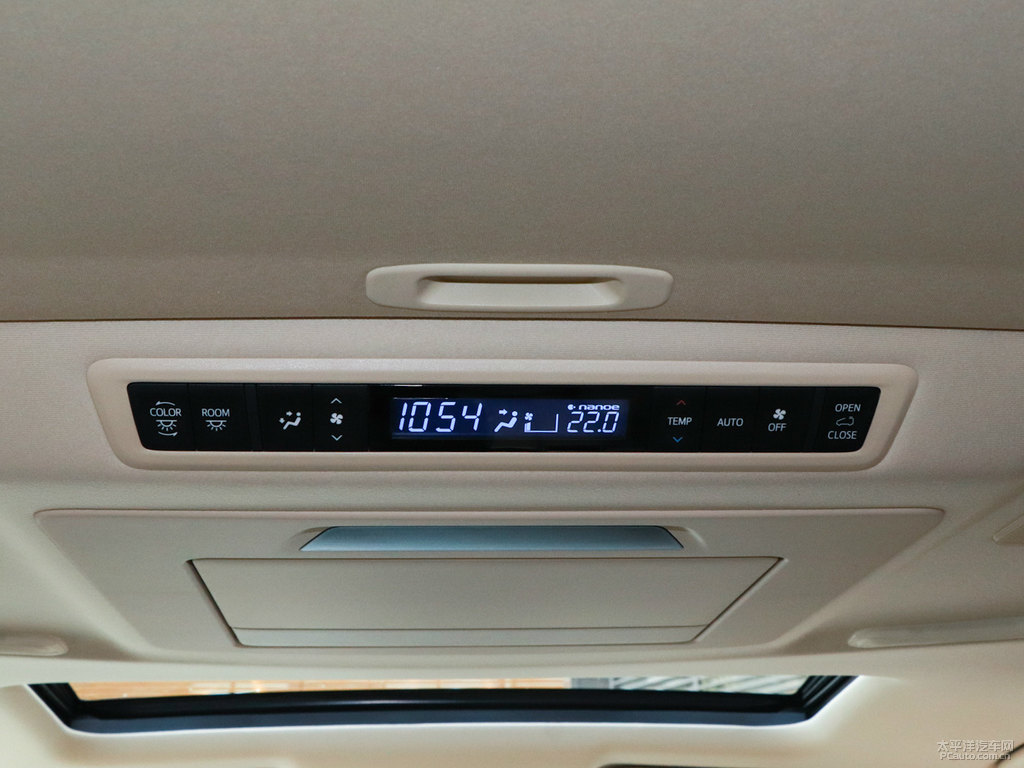 COLOR
ROOM
1054
nanoe
22.0
TEMP
AUTO
OFF
OPEN
CLOSE
太平洋汽车网
PCauto.com.cn